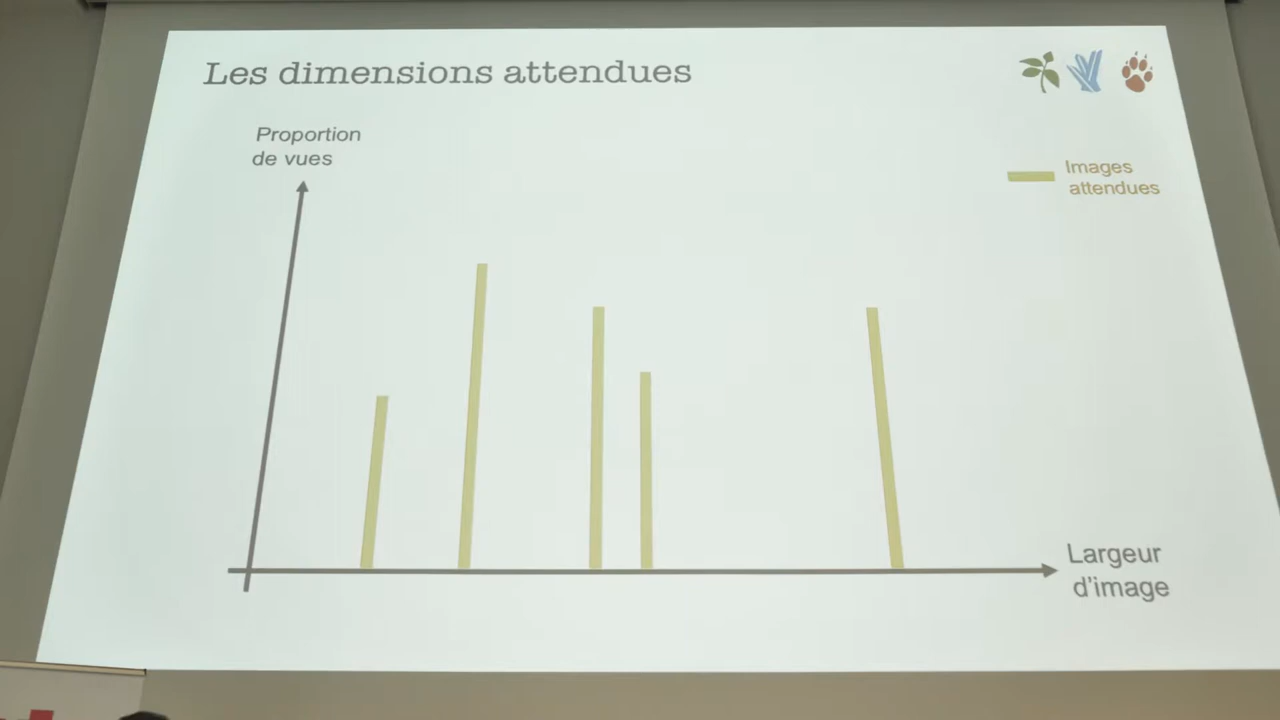 Les dimensions attendues
Proportion
de vues
Images
attendues
Largeur
d'image